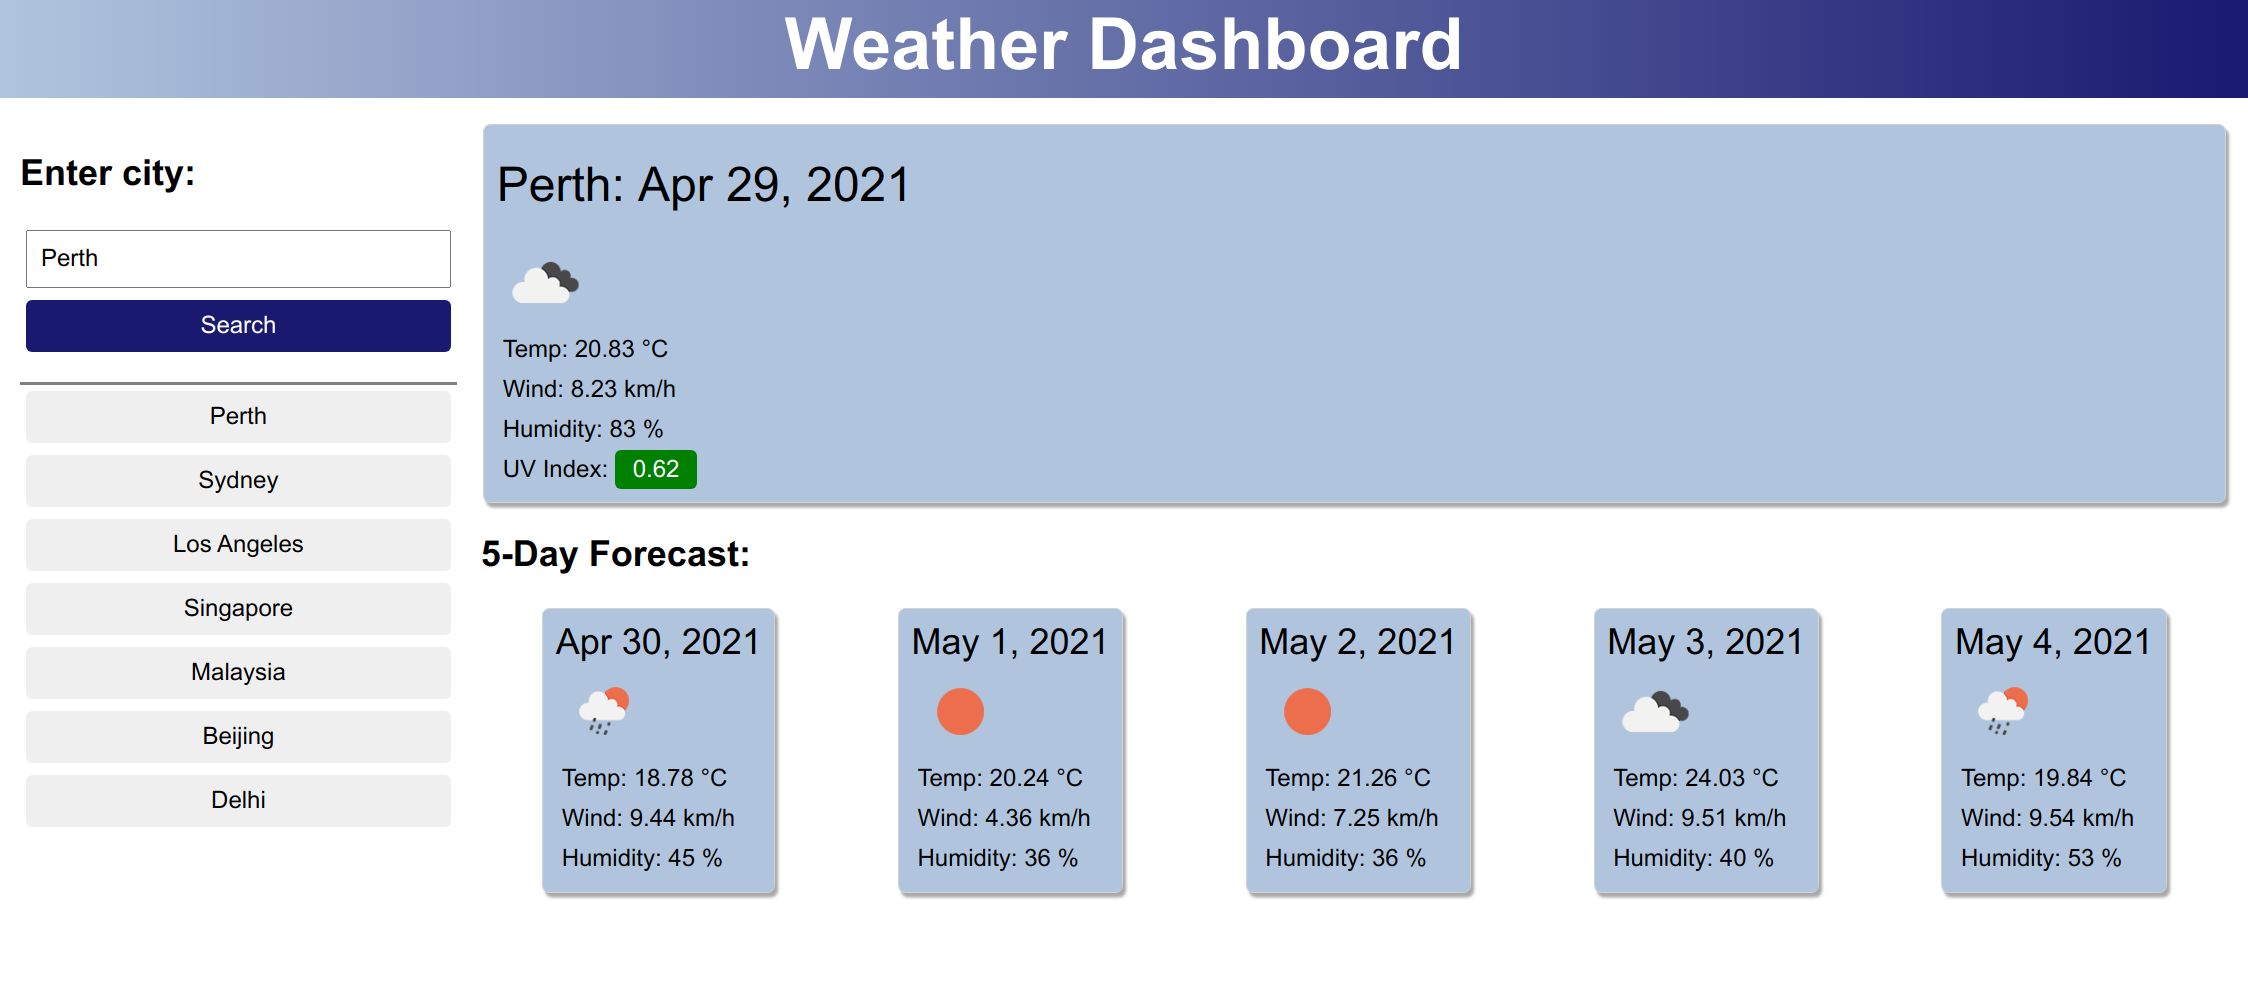 Weather Dashboard
Enter city:
Perth
Search
Perth
Sydney
Los Angeles
Singapore
Malaysia
Beijing
Delhi
Perth: Apr 29, 2021
Temp: 20.83 °C
Wind: 8.23 km/h
Humidity: 83 %
UV Index: 0.62
5-Day Forecast:
Apr 30, 2021
Temp: 18.78 °C
Wind: 9.44 km/h
Humidity: 45 %
May 1, 2021
Temp: 20.24 °C
Wind: 4.36 km/h
Humidity: 36 %
May 2, 2021
Temp: 21.26 °C
Wind: 7.25 km/h
Humidity: 36 %
May 3, 2021
Temp: 24.03 °C
Wind: 9.51 km/h
Humidity: 40 %
May 4, 2021
Temp: 19.84 °C
Wind: 9.54 km/h
Humidity: 53 %